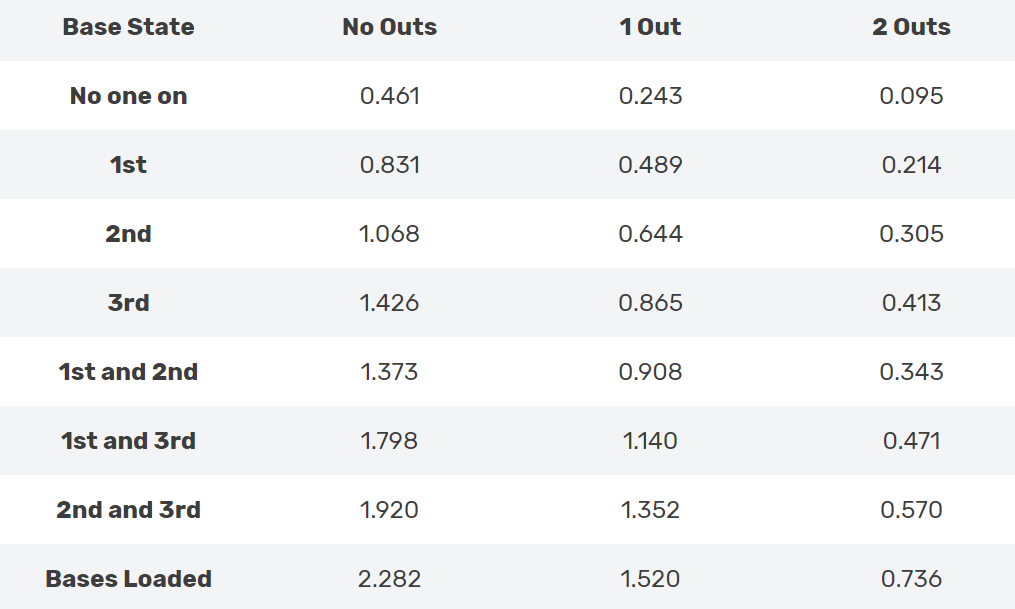 Base State No Outs 1 Out 2 Outs
No one on 0.461 0.243 0.095
1st 0.831 0.489 0.214
2nd 1.068 0.644 0.305
3rd 1.426 0.865 0.413
1st and 2nd 1.373 0.908 0.343
1st and 3rd 1.798 1.140 0.471
2nd and 3rd 1.920 1.352 0.570
Bases Loaded 2.282 1.520 0.736